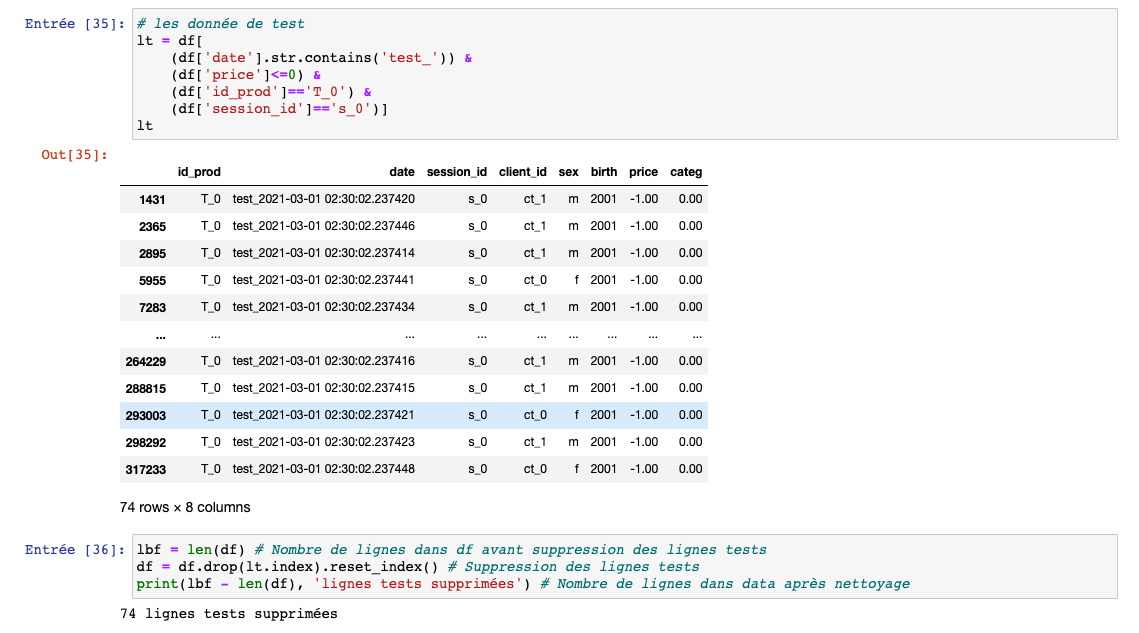 Entrée [35]: # les donnée de test
lt = df[
(df['date'].str.contains('test_')) &
(df['price']<=0) &
(df['id_prod']=='T_0') &
(df['session_id']=='s_0')]
lt
Out[35]:
id_prod date session_id client_id sex birth price categ
1431 T_0 test_2021-03-01 02:30:02.237420 s_0 ct_1 m 2001 -1.00 0.00
2365 T_0 test_2021-03-01 02:30:02.237446 s_0 ct_1 m 2001 -1.00 0.00
2895 T_0 test_2021-03-01 02:30:02.237414 s_0 ct_1 m 2001 -1.00 0.00
5955 T_0 test_2021-03-01 02:30:02.237441 s_0 ct_0 f 2001 -1.00 0.00
7283 T_0 test_2021-03-01 02:30:02.237434 s_0 ct_1 m 2001 -1.00 0.00
... ... ... ... ... ... ... ... ...
264229 T_0 test_2021-03-01 02:30:02.237416 s_0 ct_1 m 2001 -1.00 0.00
288815 T_0 test_2021-03-01 02:30:02.237415 s_0 ct_1 m 2001 -1.00 0.00
293003 T_0 test_2021-03-01 02:30:02.237421 s_0 ct_0 f 2001 -1.00 0.00
298292 T_0 test_2021-03-01 02:30:02.237423 s_0 ct_1 m 2001 -1.00 0.00
317233 T_0 test_2021-03-01 02:30:02.237448 s_0 ct_0 f 2001 -1.00 0.00
74 rows × 8 columns
Entrée [36]: lbf = len(df) # Nombre de lignes dans df avant suppression des lignes tests
df = df.drop(lt.index).reset_index() # Suppression des lignes tests
print(lbf - len(df), 'lignes tests supprimées') # Nombre de lignes dans data après nettoyage
74 lignes tests supprimées